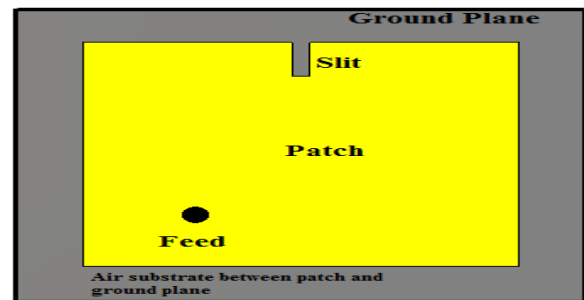 Ground Plane
Slit
Patch
Feed
Air substrate between patch and
ground plane